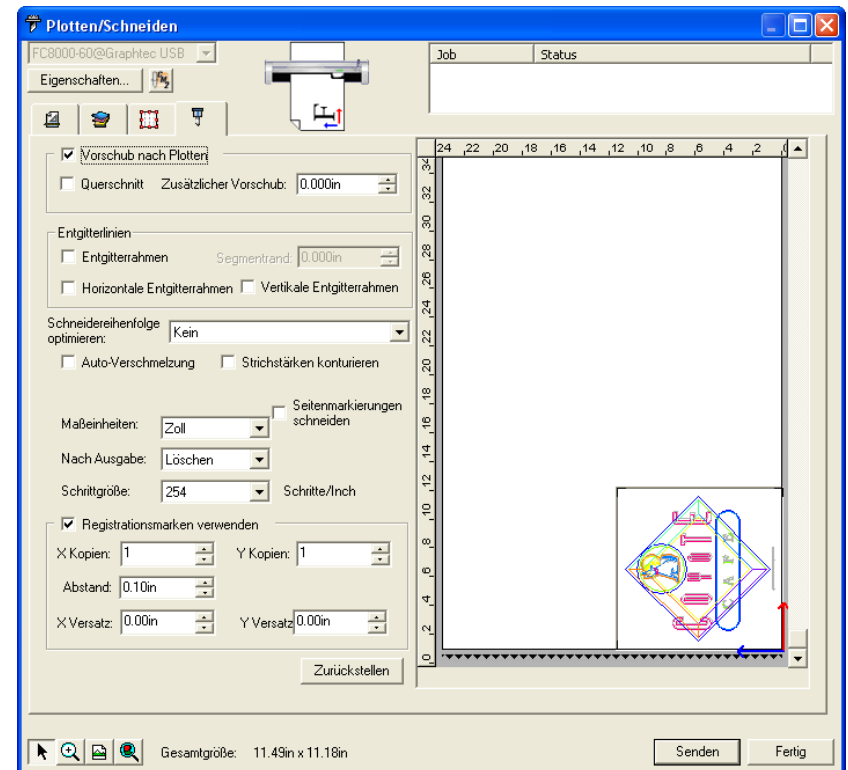 Plotten/Schneiden
FC8000-60@Graphtec USB
Job Status
Eigenschaften...
Vorschub nach Plotten
Querschnitt Zusätzlicher Vorschub: 0.000in
Entgitterlinien
Entgitterrahmen Segmentrand: 0.000in
Horizontale Entgitterrahmen Vertikale Entgitterrahmen
Schneidereihenfolge
optimieren: Kein
Auto-Verschmelzung Strichstärken konturieren
Seitenmarkierungen
schneiden
Maßeinheiten: Zoll
Nach Ausgabe: Löschen
Schrittgröße: 254 Schritte/Inch
Registrationsmarken verwenden
X Kopien: 1 Y Kopien: 1
Abstand: 0.10in
X Versatz: 0.00in Y Versatz 0.00in
Zurückstellen
24 22 20 18 16 14 12 10 8 6 4 2 0
34
32
30
28
26
24
22
20
18
16
14
12
10
8
6
4
2
0
COYOTE
CAFE
Gesamtgröße: 11.49in x 11.18in
Senden Fertig